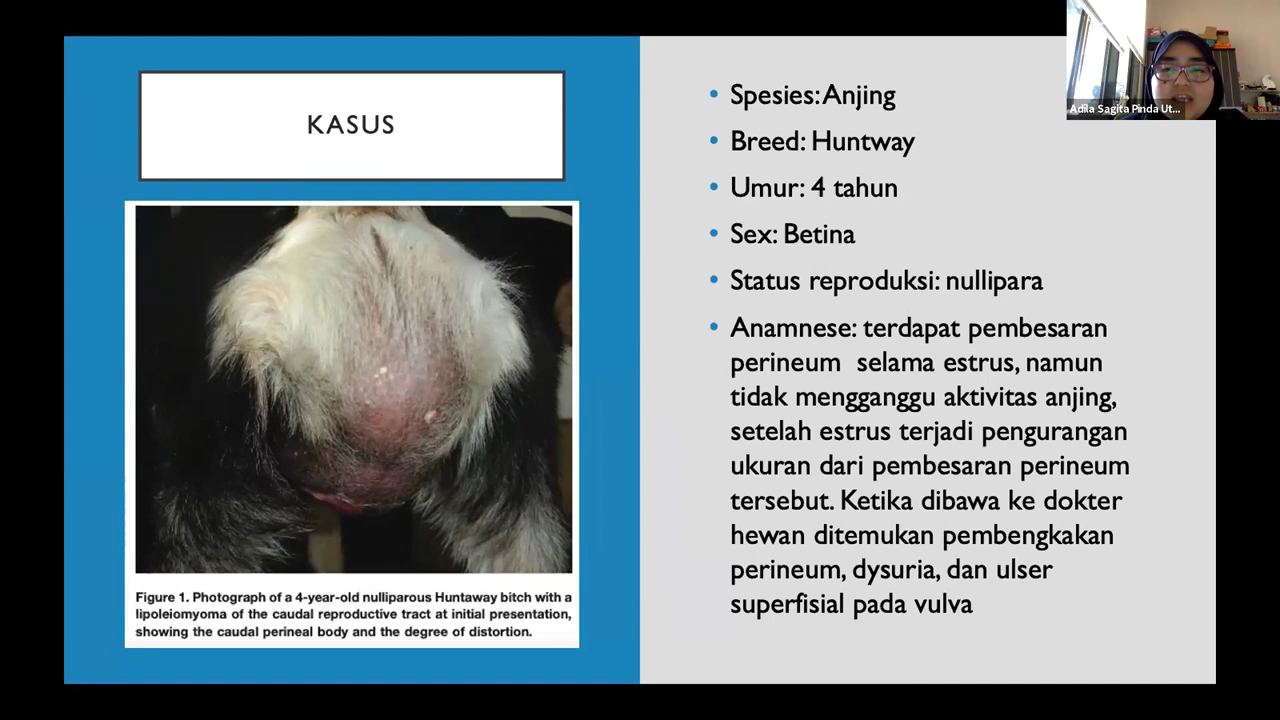 KASUS
Figure 1. Photograph of a 4-year-old nulliparous Huntaway bitch with a
lipoleiomyoma of the caudal reproductive tract at initial presentation,
showing the caudal perineal body and the degree of distortion.
• Spesies: Anjing
• Breed: Huntway
• Umur: 4 tahun
• Sex: Betina
• Status reproduksi: nullipara
• Anamnese: terdapat pembesaran
perineum selama estrus, namun
tidak mengganggu aktivitas anjing,
setelah estrus terjadi pengurangan
ukuran dari pembesaran perineum
tersebut. Ketika dibawa ke dokter
hewan ditemukan pembengkakan
perineum, dysuria, dan ulser
superfisial pada vulva
Adila Sagita Pinda Ut...